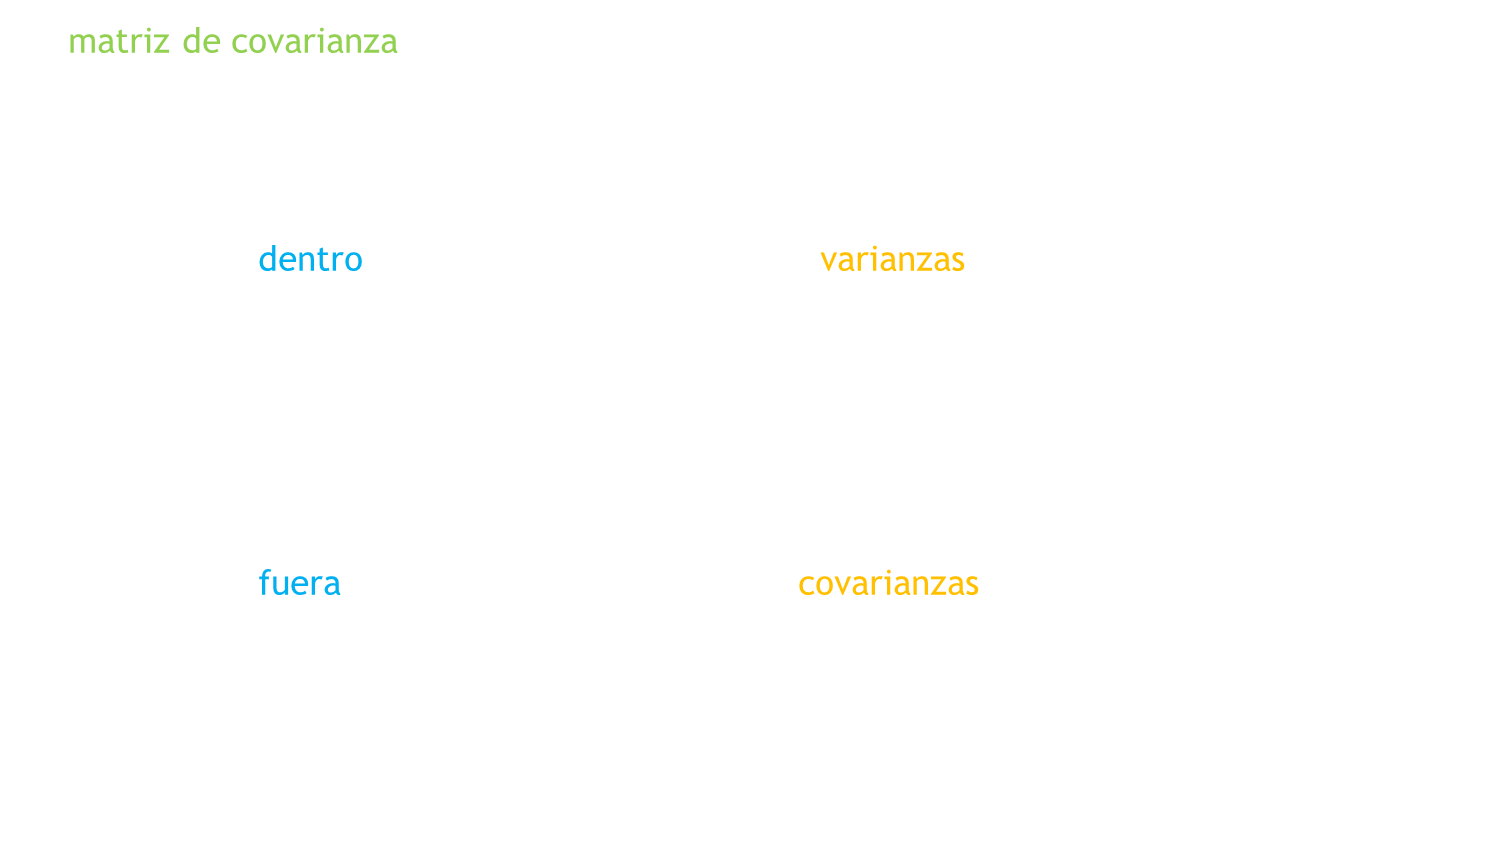 matriz de covarianza
dentro varianzas
fuera covarianzas